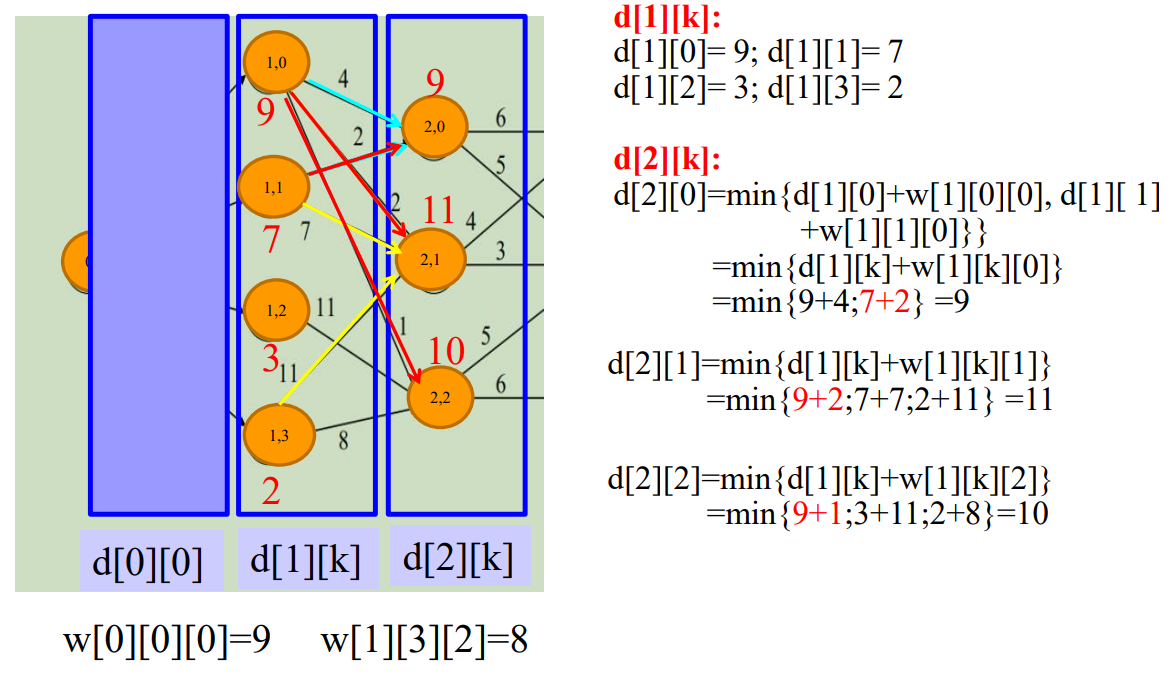 1,0
4
9
9
2,0
6
2
5
1,1
7
7
2
11
4
2,1
3
1,2
11
3
1
10
5
11
2,2
6
1,3
8
2
d[0][0]
d[1][k]
d[2][k]
w[0][0][0]=9
w[1][3][2]=8
d[1][k]:
d[1][0]= 9; d[1][1]= 7
d[1][2]= 3; d[1][3]= 2
d[2][k]:
d[2][0]=min{d[1][0]+w[1][0][0], d[1][ 1]
+w[1][1][0]}}
=min{d[1][k]+w[1][k][0]}
=min{9+4;7+2} =9
d[2][1]=min{d[1][k]+w[1][k][1]}
=min{9+2;7+7;2+11} =11
d[2][2]=min{d[1][k]+w[1][k][2]}
=min{9+1;3+11;2+8}=10